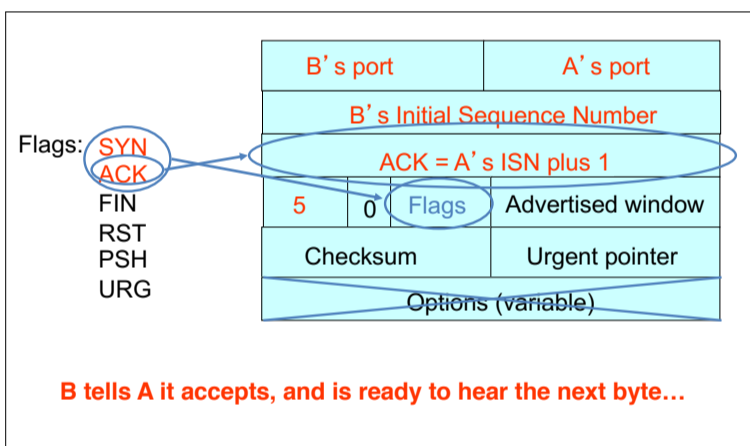 B's port A's port
B's Initial Sequence Number
Flags: SYN
ACK = A's ISN plus 1
ACK
FIN
5 0 Flags Advertised window
RST
PSH
Checksum Urgent pointer
URG
Options (variable)
B tells A it accepts, and is ready to hear the next byte…